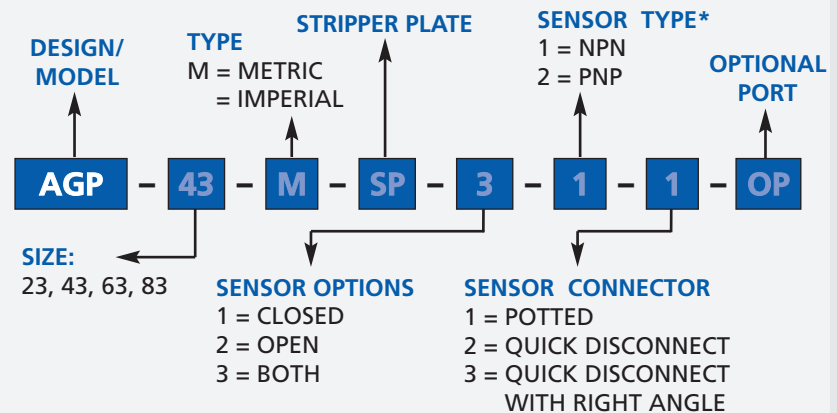 DESIGN/
MODEL
TYPE
M = METRIC
= IMPERIAL
STRIPPER PLATE
SENSOR TYPE*
1 = NPN
2 = PNP
OPTIONAL
PORT
AGP - 43 - M - SP - 3 - 1 - 1 - OP
SIZE:
23, 43, 63, 83
SENSOR OPTIONS
1 = CLOSED
2 = OPEN
3 = BOTH
SENSOR CONNECTOR
1 = POTTED
2 = QUICK DISCONNECT
3 = QUICK DISCONNECT
WITH RIGHT ANGLE